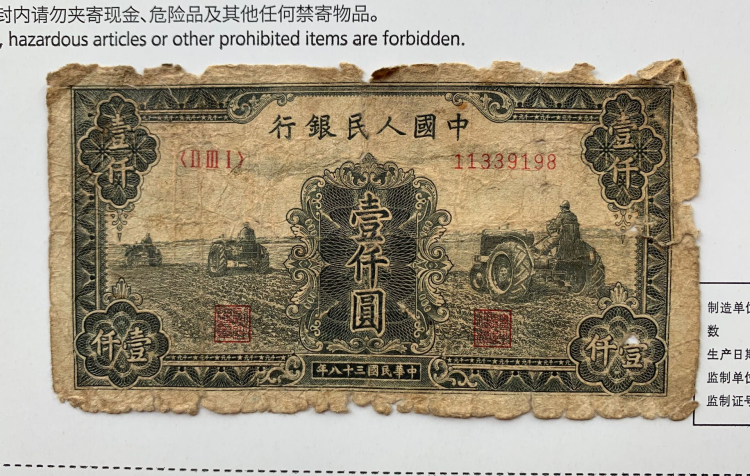 封内请勿夹寄现金、危险品及其他任何禁寄物品。
, hazardous articles or other prohibited items are forbidden.
壹仟
行銀民人國中
壹仟
〈ⅡⅢⅠ〉
11339198
壹仟圓
仟壹
仟壹
年八十三國民華中
制造单位
数
生产日期
监制单位
监制证号